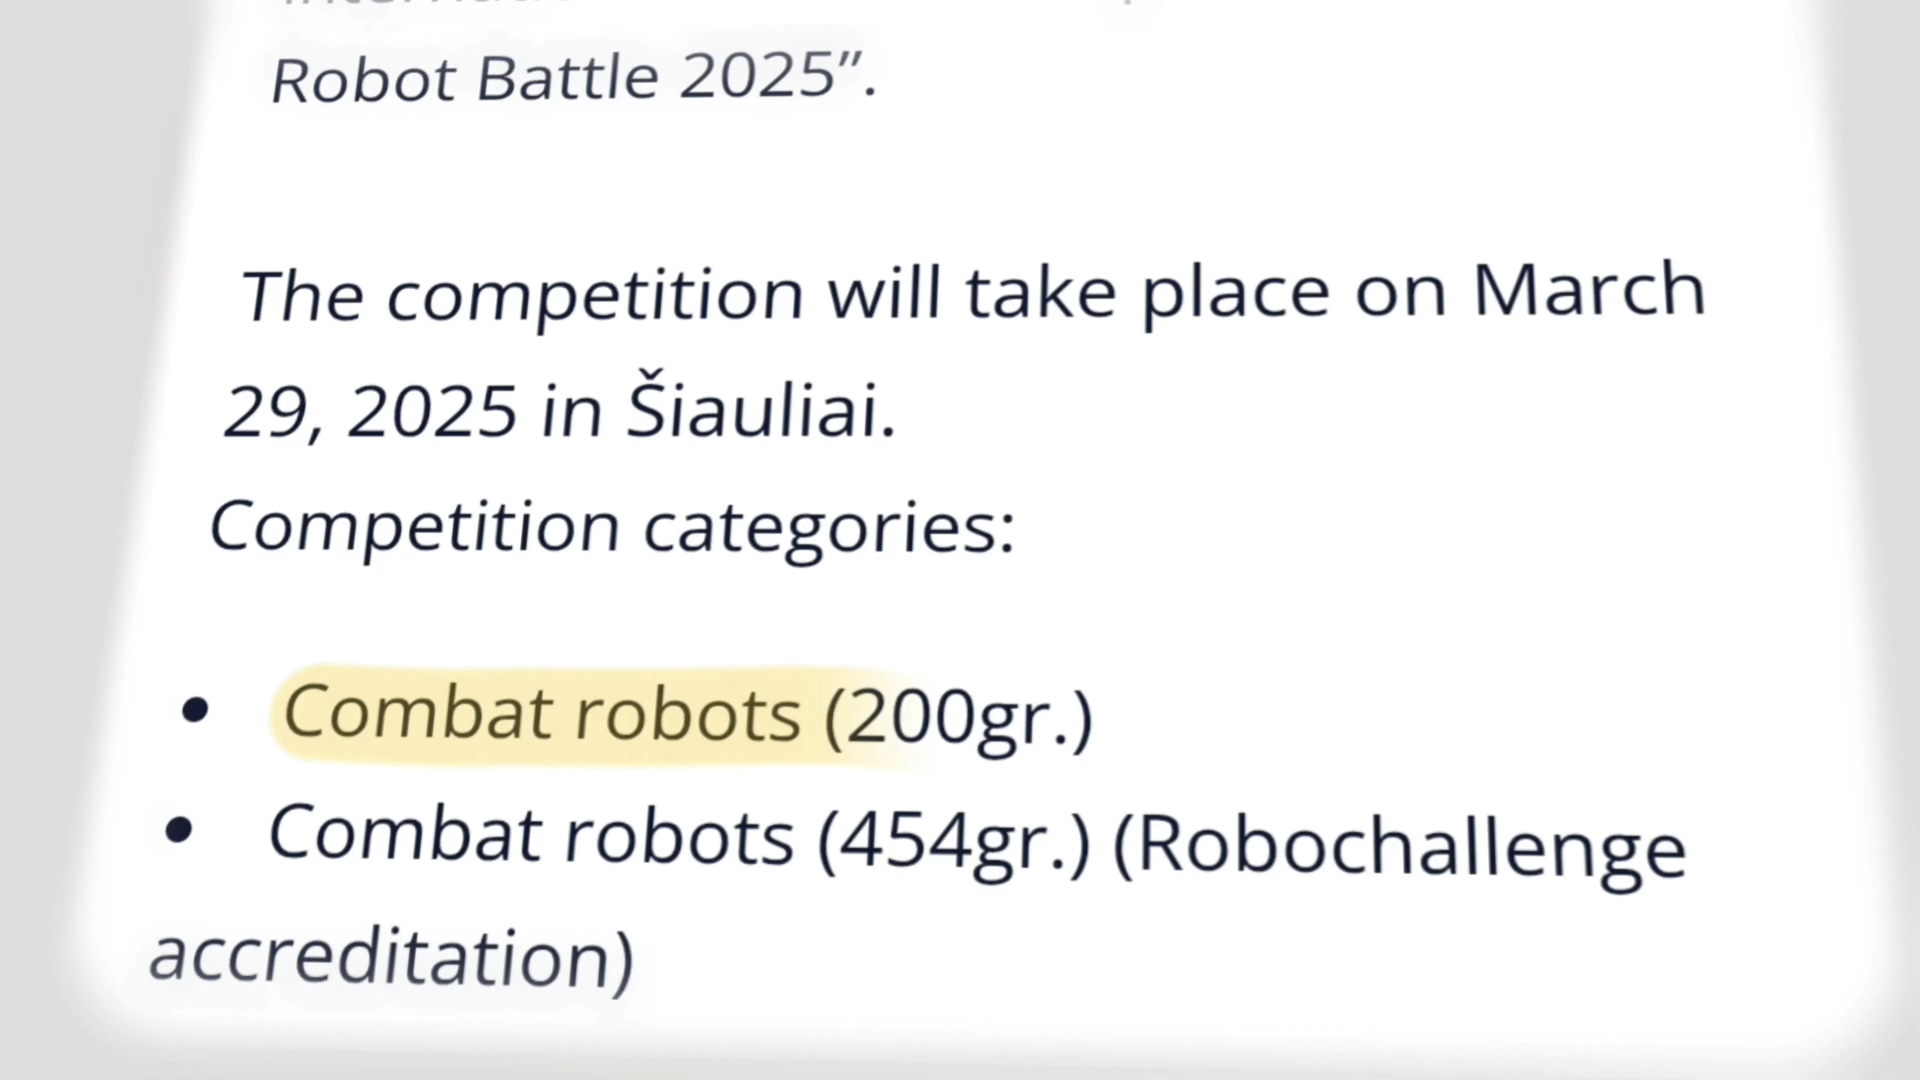 Robot Battle 2025”.
The competition will take place on March
29, 2025 in Šiauliai.
Competition categories:
• Combat robots (200gr.)
• Combat robots (454gr.) (Robochallenge
accreditation)